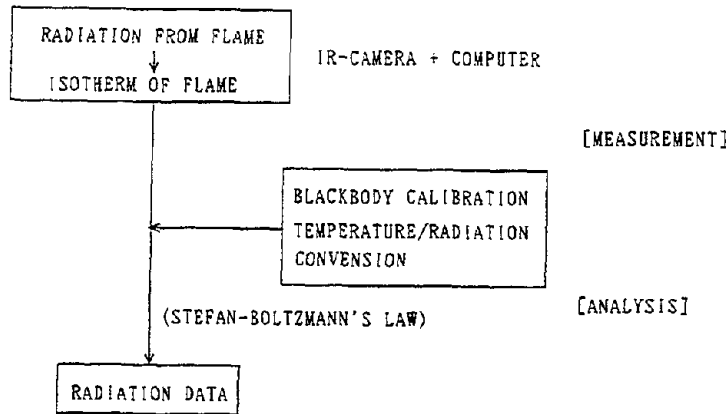 RADIATION FROM FLAME
ISOTHERM OF FLAME
IR-CAMERA + COMPUTER
[MEASUREMENT]
BLACKBODY CALIBRATION
TEMPERATURE/RADIATION
CONVENSION
(STEFAN-BOLTZMANN'S LAW)
[ANALYSIS]
RADIATION DATA